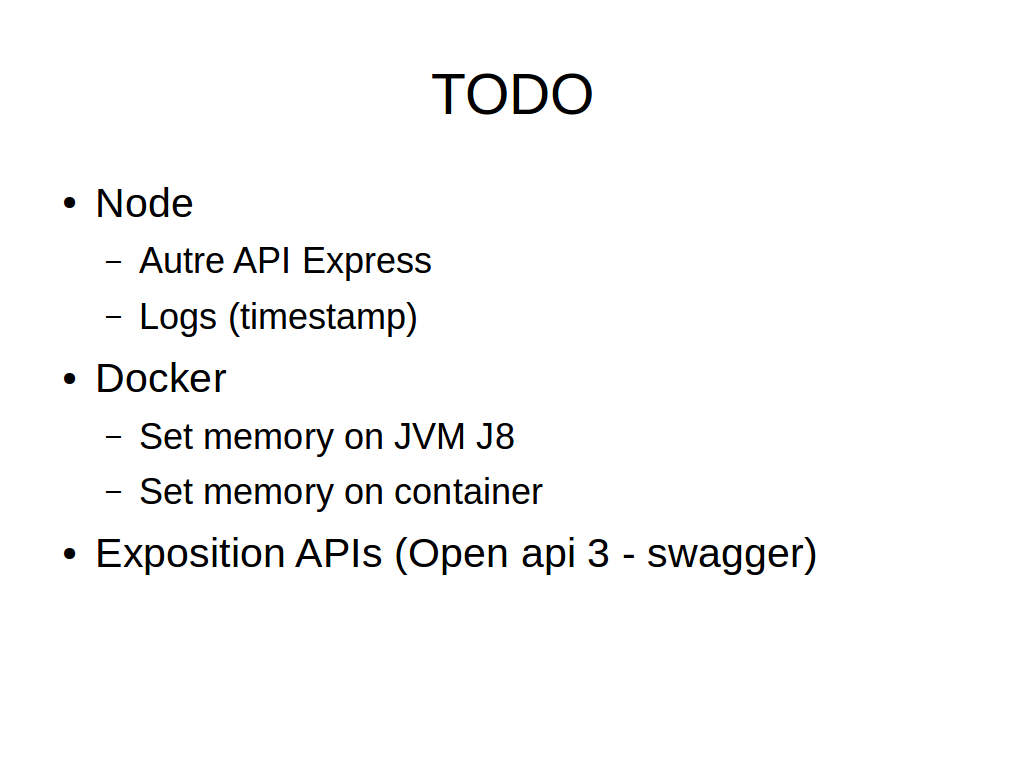 TODO
• Node
– Autre API Express
– Logs (timestamp)
• Docker
– Set memory on JVM J8
– Set memory on container
• Exposition APIs (Open api 3 - swagger)